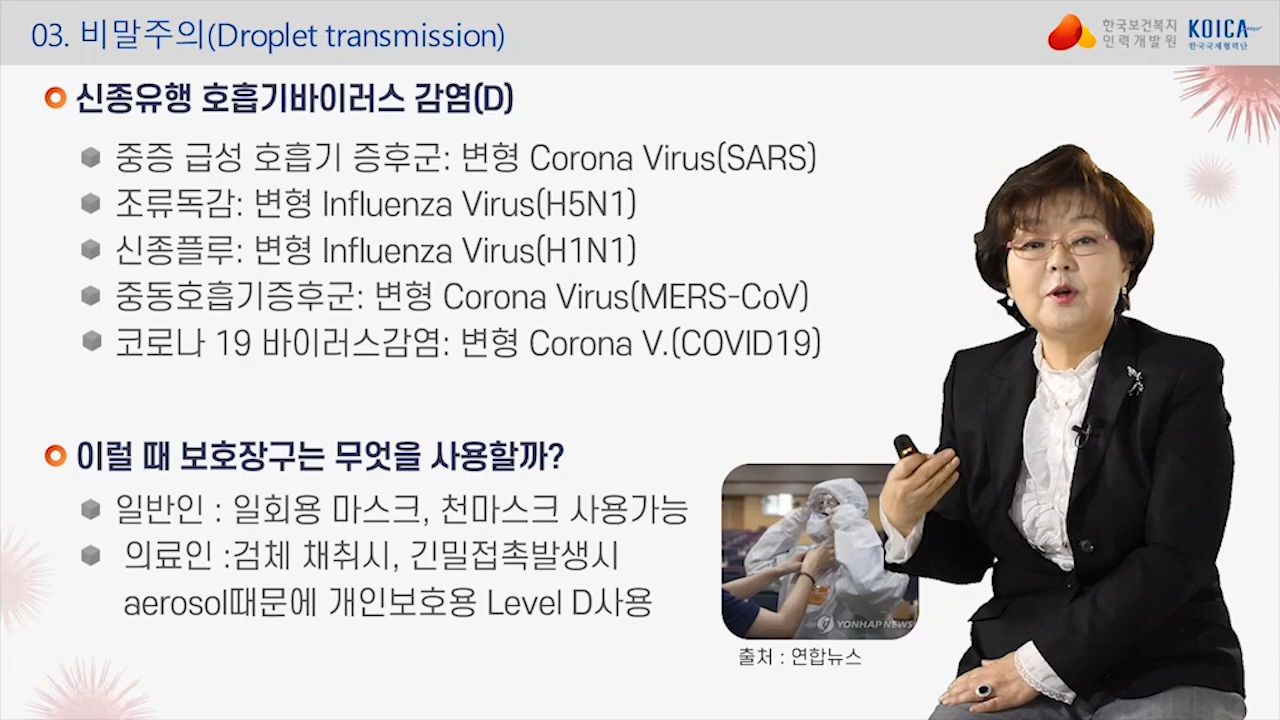 03. 비말주의(Droplet transmission)
한국보건복지
인력개발원
KOICA
한국국제협력단
신종유행 호흡기바이러스 감염(D)
중증 급성 호흡기 증후군: 변형 Corona Virus(SARS)
조류독감: 변형 Influenza Virus(H5N1)
신종플루: 변형 Influenza Virus(H1N1)
중동호흡기증후군: 변형 Corona Virus(MERS-CoV)
코로나 19 바이러스감염: 변형 Corona V.(COVID19)
이럴 때 보호장구는 무엇을 사용할까?
일반인 : 일회용 마스크, 천마스크 사용가능
의료인 :검체 채취시, 긴밀접촉발생시
aerosol때문에 개인보호용 Level D사용
YONHAP NEWS
출처 : 연합뉴스